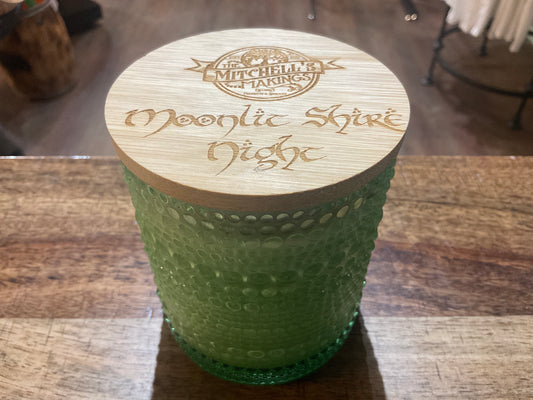 THE
MITCHELL'S
MAKINGS
Moonlit Shire
Night